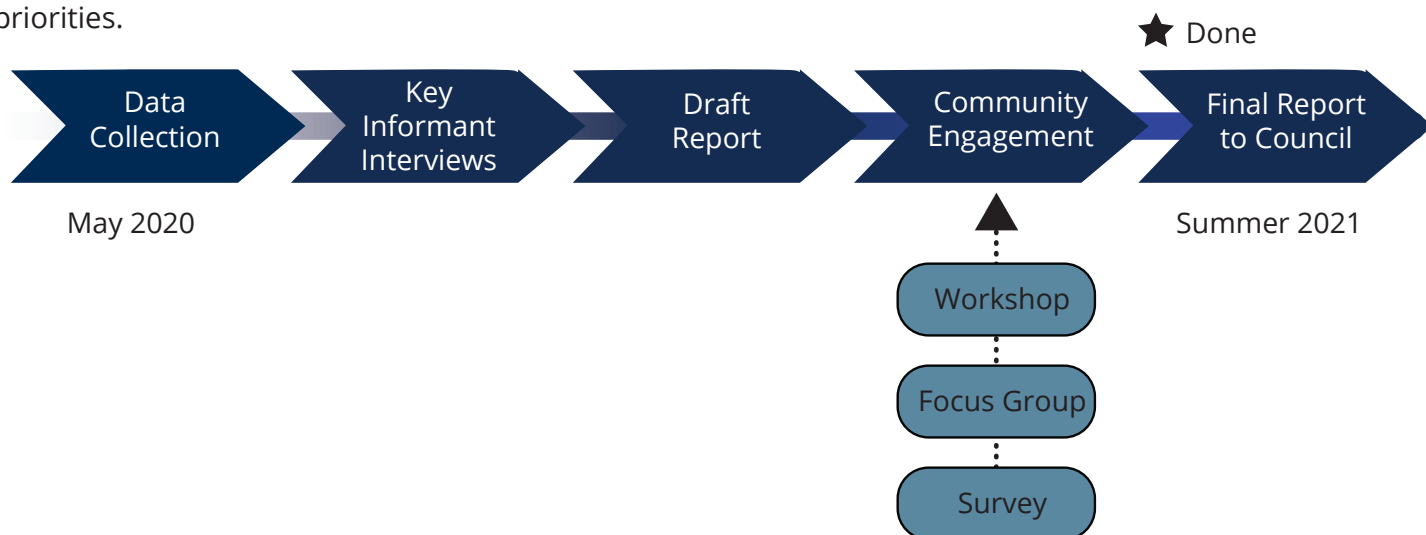 priorities.
Done
Data
Collection
Key
Informant
Interviews
Draft
Report
Community
Engagement
Final Report
to Council
May 2020
Summer 2021
Workshop
Focus Group
Survey